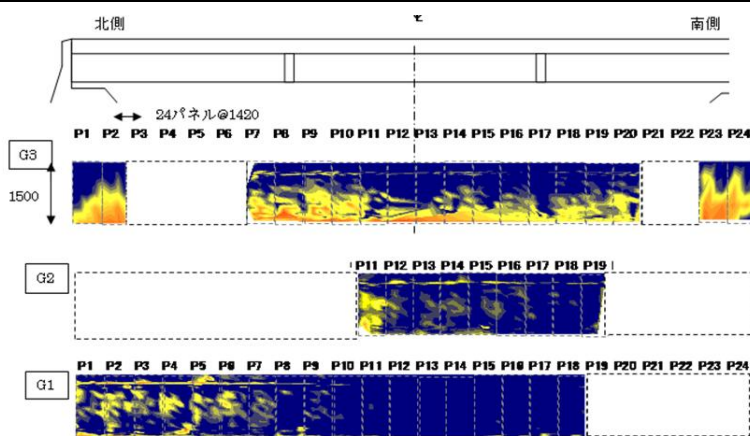 北側 ℄ 南側
24パネル@1420
P1 P2 P3 P4 P5 P6 P7 P8 P9 P10 P11 P12 P13 P14 P15 P16 P17 P18 P19 P20 P21 P22 P23 P24
G3
1500
P11 P12 P13 P14 P15 P16 P17 P18 P19
G2
P1 P2 P3 P4 P5 P6 P7 P8 P9 P10 P11 P12 P13 P14 P15 P16 P17 P18 P19 P20 P21 P22 P23 P24
G1